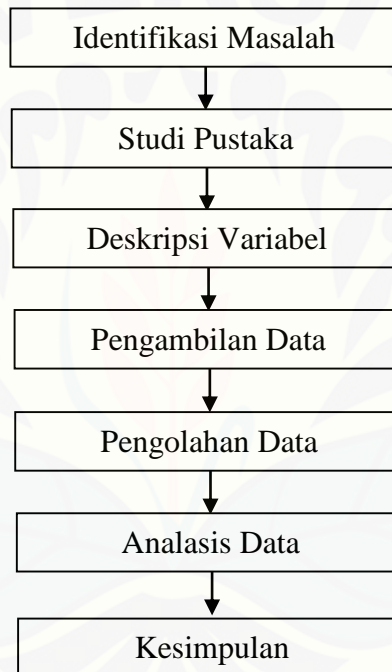 Identifikasi Masalah
Studi Pustaka
Deskripsi Variabel
Pengambilan Data
Pengolahan Data
Analasis Data
Kesimpulan